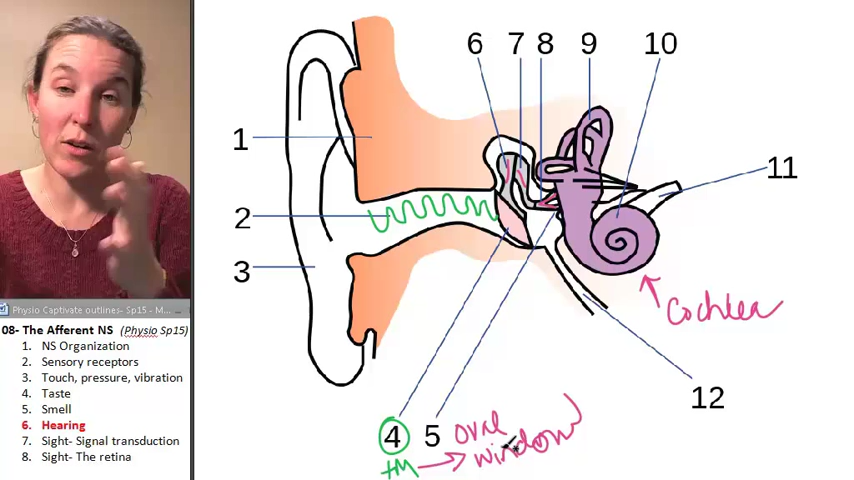 6 7 8 9 10
1
11
2
3
Cochlea
12
4 5 oval
window
TM
Physio Captivate outlines- Sp15 - M...
08- The Afferent NS (Physio Sp15)
1. NS Organization
2. Sensory receptors
3. Touch, pressure, vibration
4. Taste
5. Smell
6. Hearing
7. Sight- Signal transduction
8. Sight- The retina